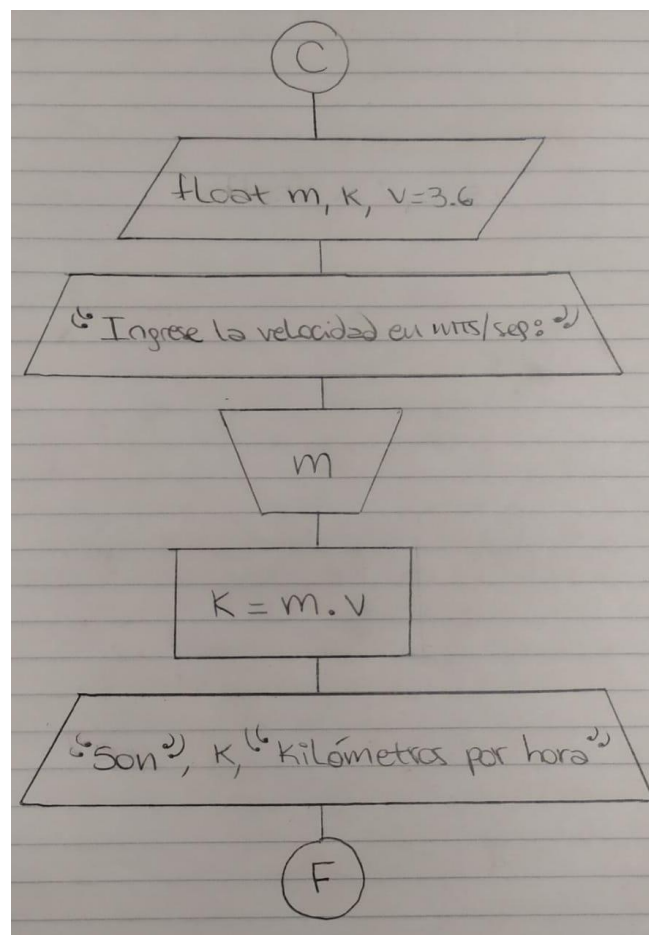 C
float m, K, V=3.6
“Ingrese la velocidad en mts/seg:”
m
K = m . V
“Son”, K, “Kilómetros por hora”
F